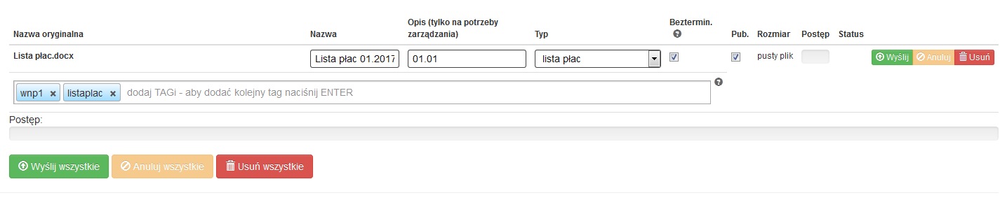 Nazwa oryginalna Nazwa Opis (tylko na potrzeby zarządzania) Typ Beztermin. Pub. Rozmiar Postęp Status
Lista płac.docx Lista płac 01.2017 01.01 lista płac pusty plik Wyślij Anuluj Usuń
wnp1 × listaplac × dodaj TAGi - aby dodać kolejny tag naciśnij ENTER
Postęp:
Wyślij wszystkie Anuluj wszystkie Usuń wszystkie